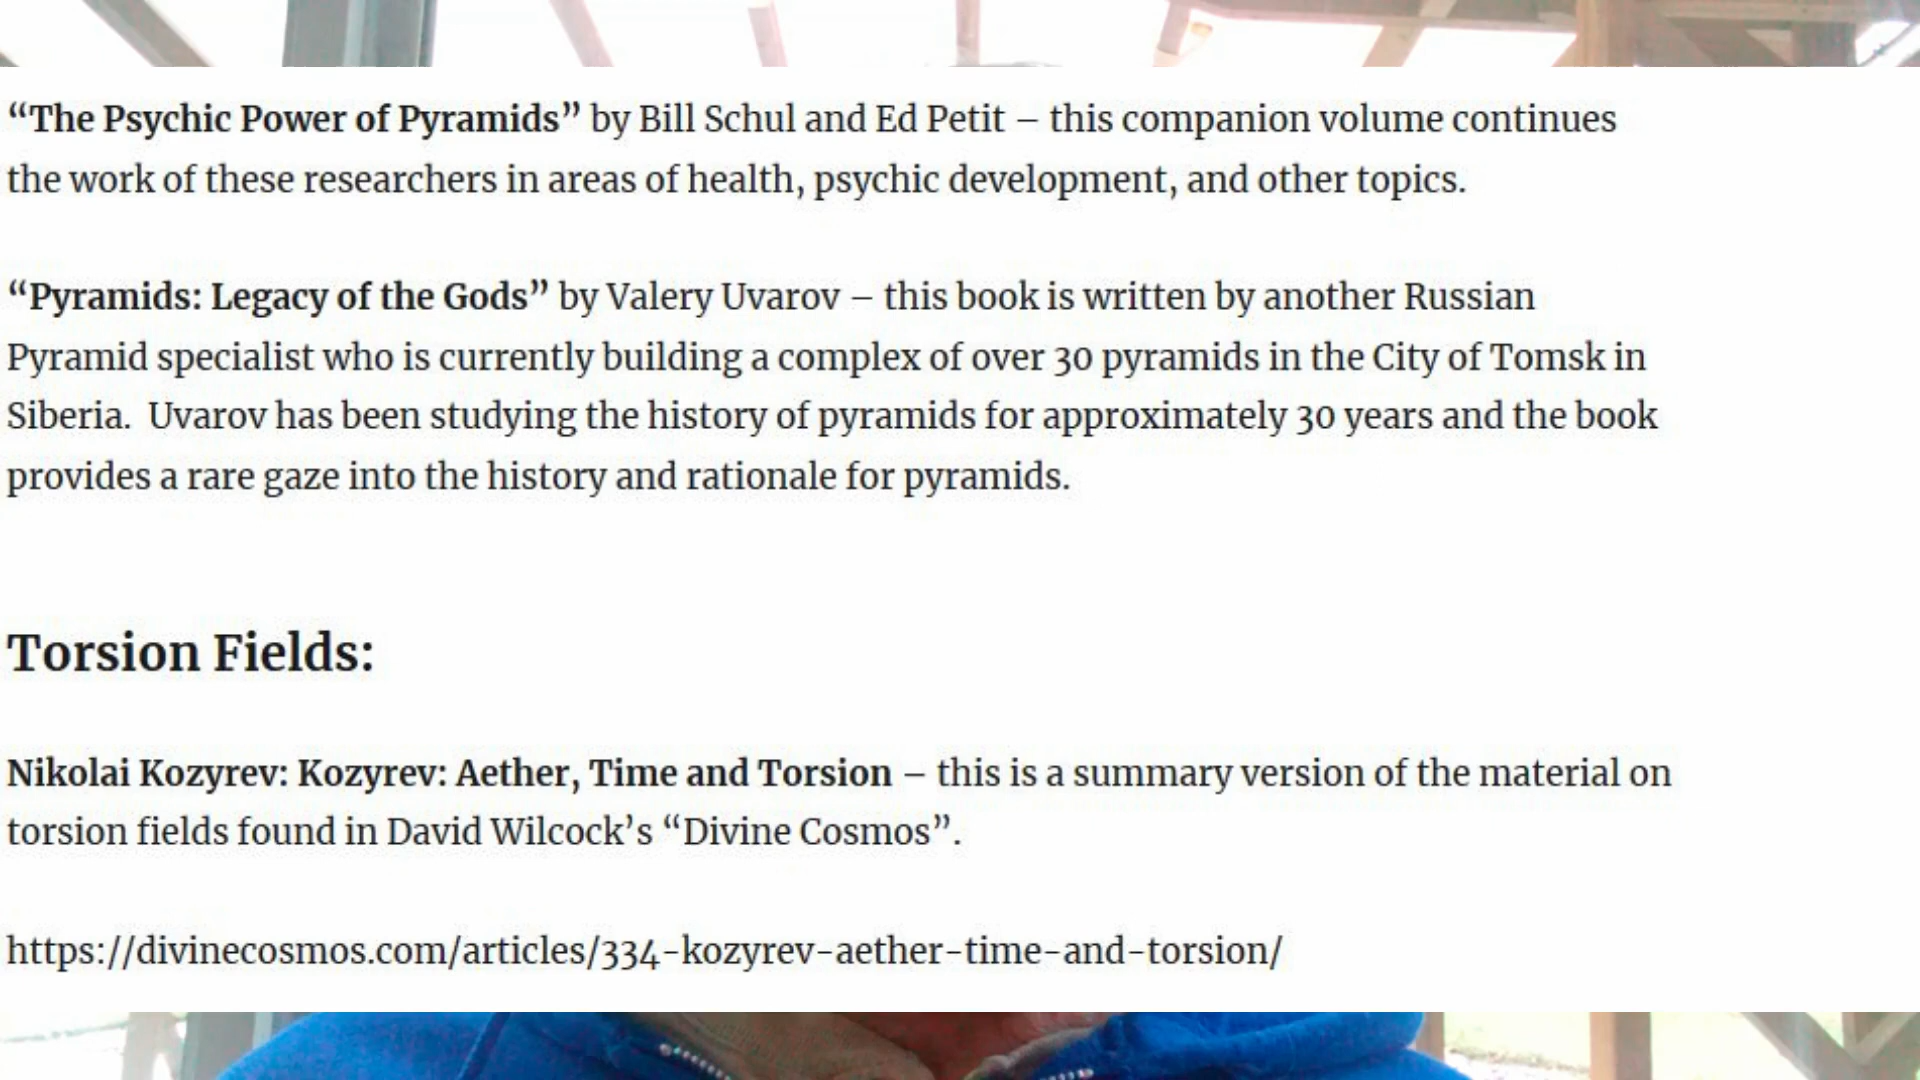 “The Psychic Power of Pyramids” by Bill Schul and Ed Petit – this companion volume continues
the work of these researchers in areas of health, psychic development, and other topics.
“Pyramids: Legacy of the Gods” by Valery Uvarov – this book is written by another Russian
Pyramid specialist who is currently building a complex of over 30 pyramids in the City of Tomsk in
Siberia.  Uvarov has been studying the history of pyramids for approximately 30 years and the book
provides a rare gaze into the history and rationale for pyramids.
Torsion Fields:
Nikolai Kozyrev: Kozyrev: Aether, Time and Torsion – this is a summary version of the material on
torsion fields found in David Wilcock’s “Divine Cosmos”.
https://divinecosmos.com/articles/334-kozyrev-aether-time-and-torsion/